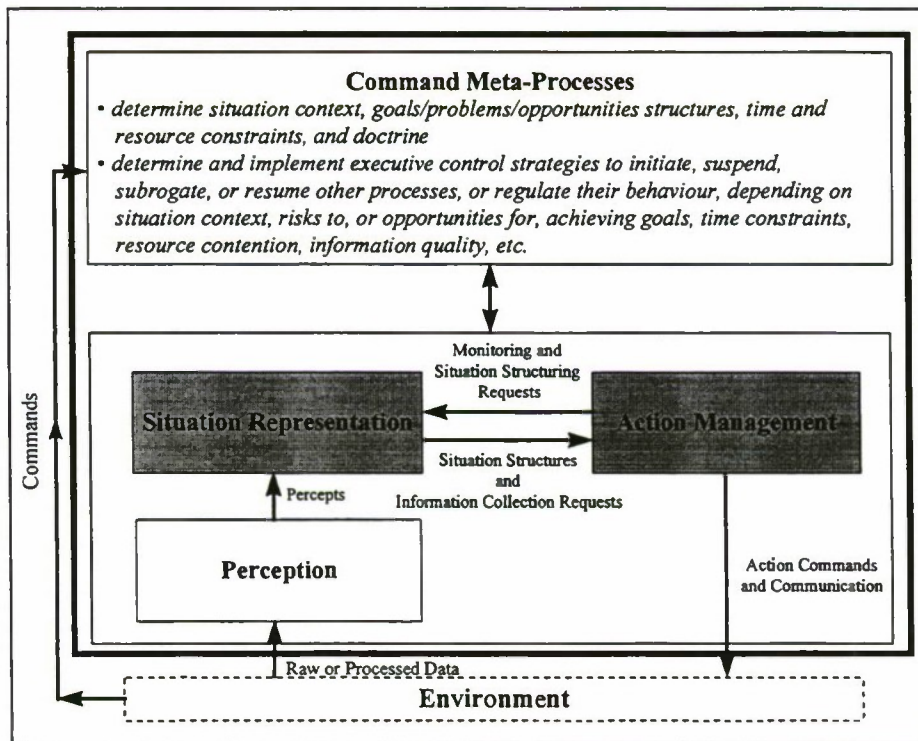 Command Meta-Processes
• determine situation context, goals/problems/opportunities structures, time and
resource constraints, and doctrine
• determine and implement executive control strategies to initiate, suspend,
subrogate, or resume other processes, or regulate their behaviour, depending on
situation context, risks to, or opportunities for, achieving goals, time constraints,
resource contention, information quality, etc.
Commands
Monitoring and
Situation Structuring
Requests
Situation Representation
Action Management
Situation Structures
and
Information Collection Requests
Percepts
Perception
Action Commands
and Communication
Raw or Processed Data
Environment